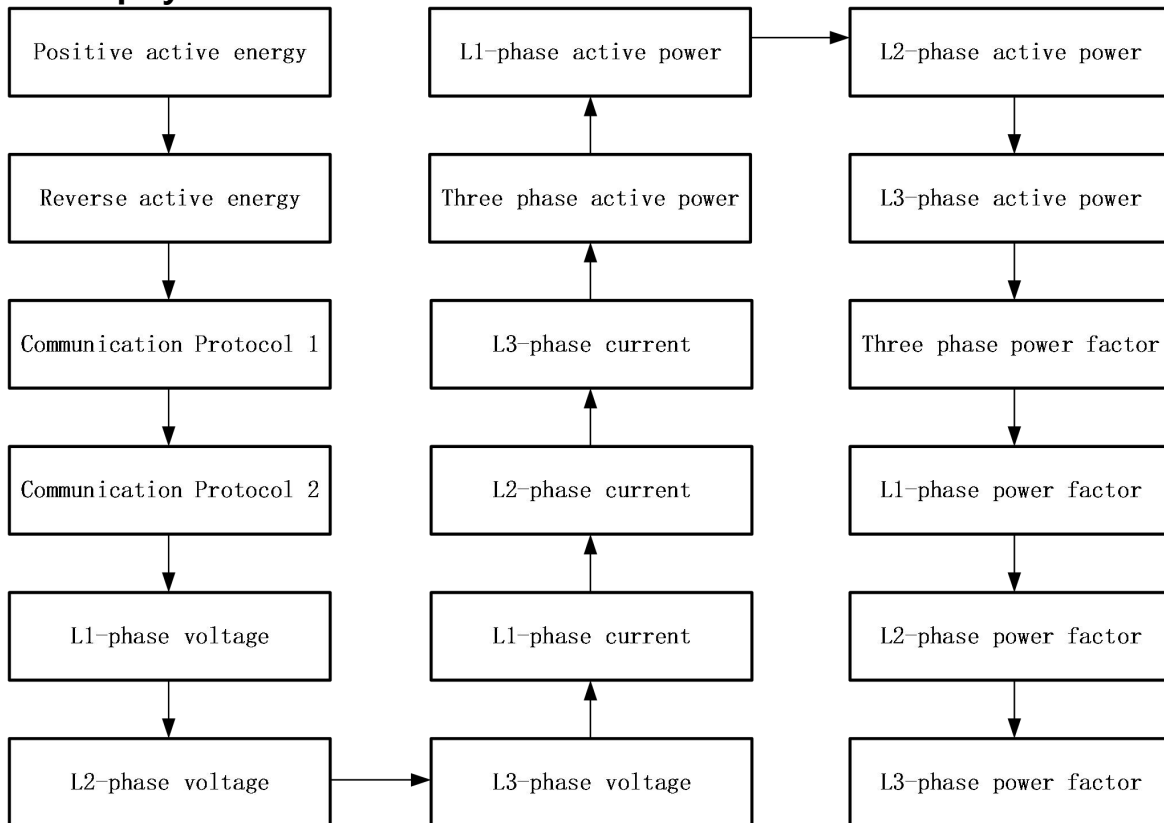 Positive active energy
Reverse active energy
Communication Protocol 1
Communication Protocol 2
L1-phase voltage
L2-phase voltage
L3-phase voltage
L1-phase current
L2-phase current
L3-phase current
Three phase active power
L1-phase active power
L2-phase active power
L3-phase active power
Three phase power factor
L1-phase power factor
L2-phase power factor
L3-phase power factor